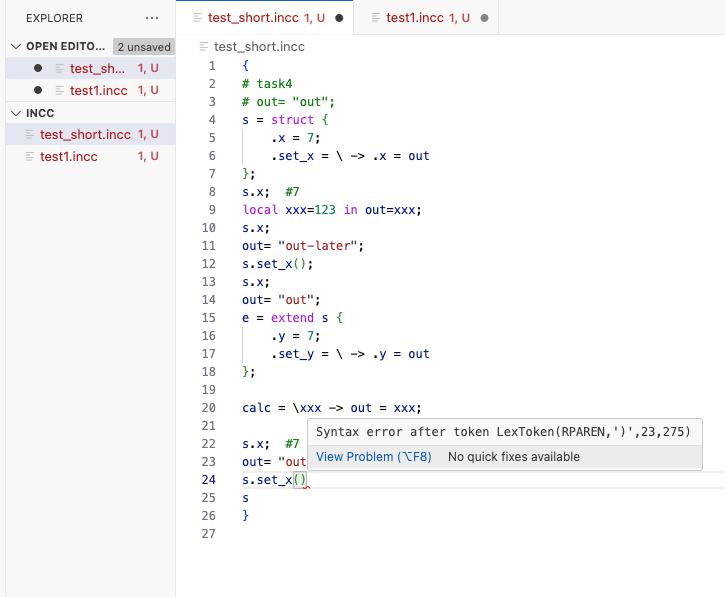 EXPLORER
...
test_short.incc 1, U
test1.incc 1, U
OPEN EDITO... 2 unsaved
test_sh... 1, U
test1.incc 1, U
INCC
test_short.incc 1, U
test1.incc 1, U
test_short.incc
1 {
2 # task4
3 # out= "out";
4 s = struct {
5 .x = 7;
6 .set_x = \ -> .x = out
7 };
8 s.x;  #7
9 local xxx=123 in out=xxx;
10 s.x;
11 out= "out-later";
12 s.set_x();
13 s.x;
14 out= "out";
15 e = extend s {
16 .y = 7;
17 .set_y = \ -> .y = out
18 };
19
20 calc = \xxx -> out = xxx;
21
Syntax error after token LexToken(RPAREN,')',23,275)
View Problem (⌥F8) No quick fixes available
22 s.x;  #7
23 out= "out
24 s.set_x()
25 s
26 }
27